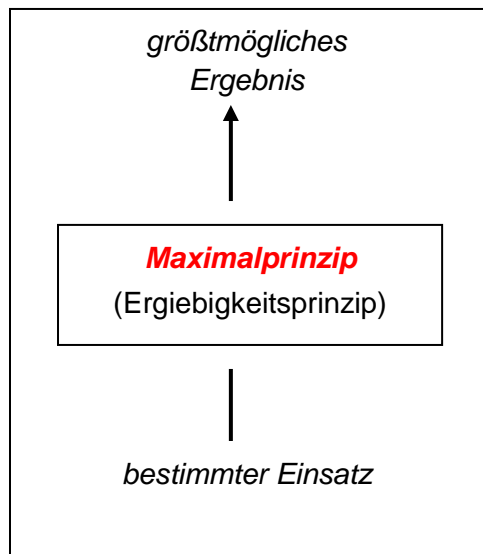 größtmögliches
Ergebnis
Maximalprinzip
(Ergiebigkeitsprinzip)
bestimmter Einsatz